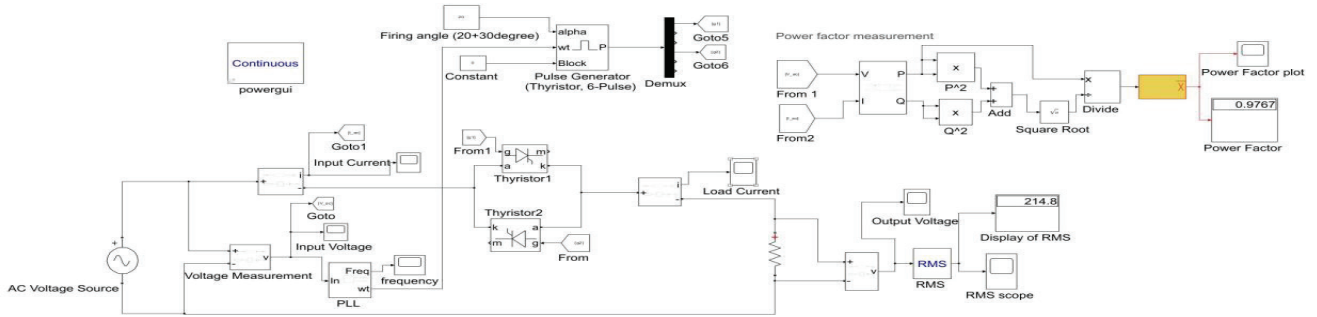 Continuous
powergui
Firing angle (20+30degree)
Constant
alpha
wt
P
Block
Pulse Generator
(Thyristor, 6-Pulse)
Demux
Goto5
Goto6
Power factor measurement
From 1
From2
V
P
I
Q
×
P^2
×
Q^2
Add
Square Root
×
÷
Divide
Power Factor plot
0.9767
Power Factor
Goto1
Input Current
i
+
-
Goto
Input Voltage
+
-
v
Voltage Measurement
AC Voltage Source
Freq
In
wt
PLL
frequency
From1
g
m
a
k
Thyristor1
Thyristor2
k
a
m
g
From
i
+
-
Load Current
+
-
v
Output Voltage
RMS
RMS
214.8
Display of RMS
RMS scope